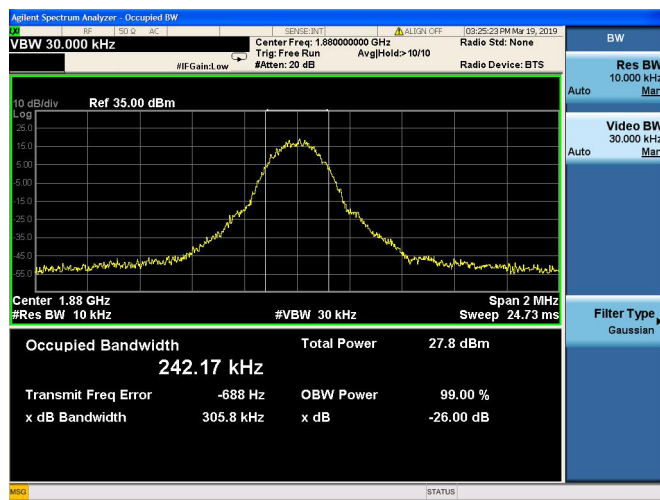 Agilent Spectrum Analyzer - Occupied BW
RF 50 Ω AC SENSE:INT ALIGN OFF 03:25:23 PM Mar 19, 2019
VBW 30.000 kHz
Center Freq: 1.880000000 GHz Radio Std: None
Trig: Free Run Avg|Hold:> 10/10
#IFGain:Low #Atten: 20 dB Radio Device: BTS
10 dB/div Ref 35.00 dBm
Log
25.0
15.0
5.00
-5.00
-15.0
-25.0
-35.0
-45.0
-55.0
Center 1.88 GHz Span 2 MHz
#Res BW 10 kHz #VBW 30 kHz Sweep 24.73 ms
Occupied Bandwidth Total Power 27.8 dBm
242.17 kHz
Transmit Freq Error -688 Hz OBW Power 99.00 %
x dB Bandwidth 305.8 kHz x dB -26.00 dB
MSG STATUS
BW
Res BW
10.000 kHz
Auto Man
Video BW
30.000 kHz
Auto Man
Filter Type
Gaussian